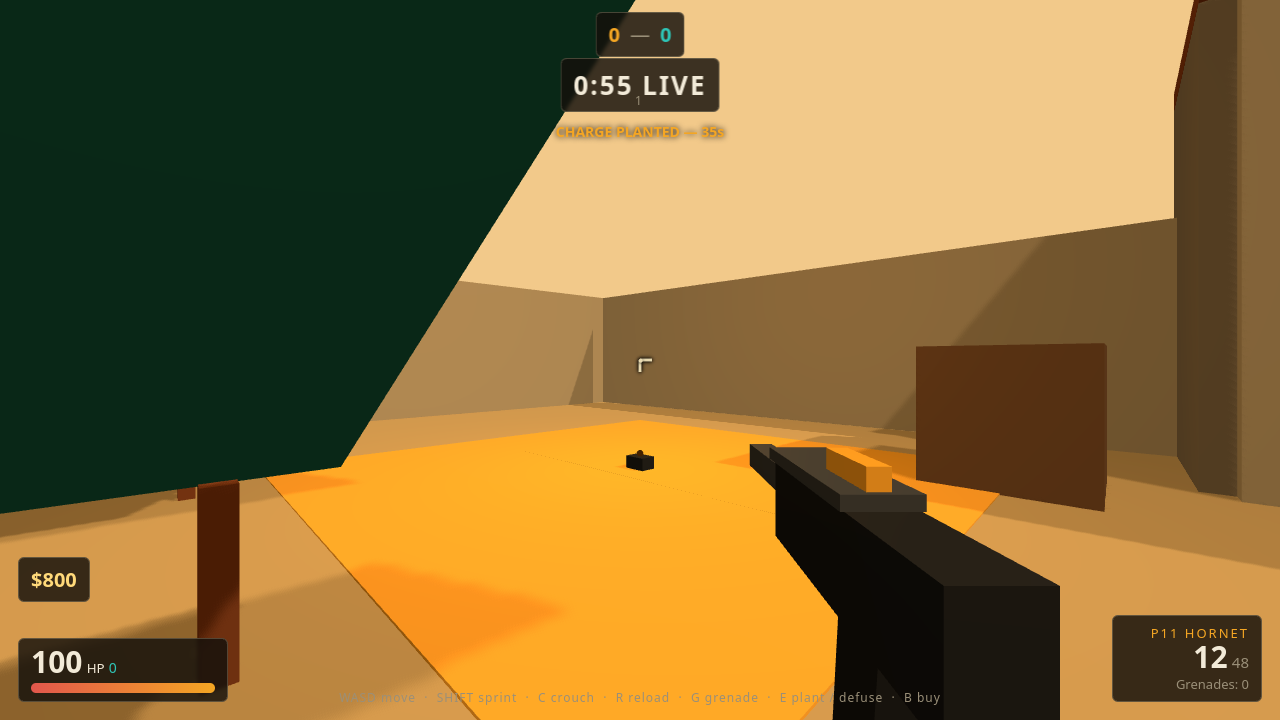 0 — 0
0:55 LIVE
1
CHARGE PLANTED — 35s
$800
100 HP 0
P11 HORNET
12 48
Grenades: 0
move · SHIFT sprint · C crouch · R reload · G grenade · E plant / defuse · B buy